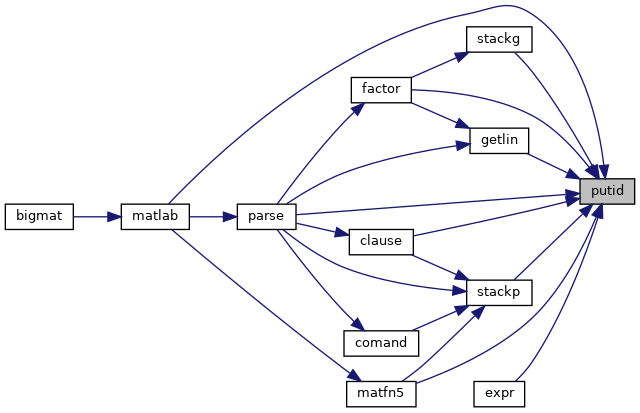 stackg
factor
getlin
putid
bigmat
matlab
parse
clause
stackp
comand
matfn5
expr